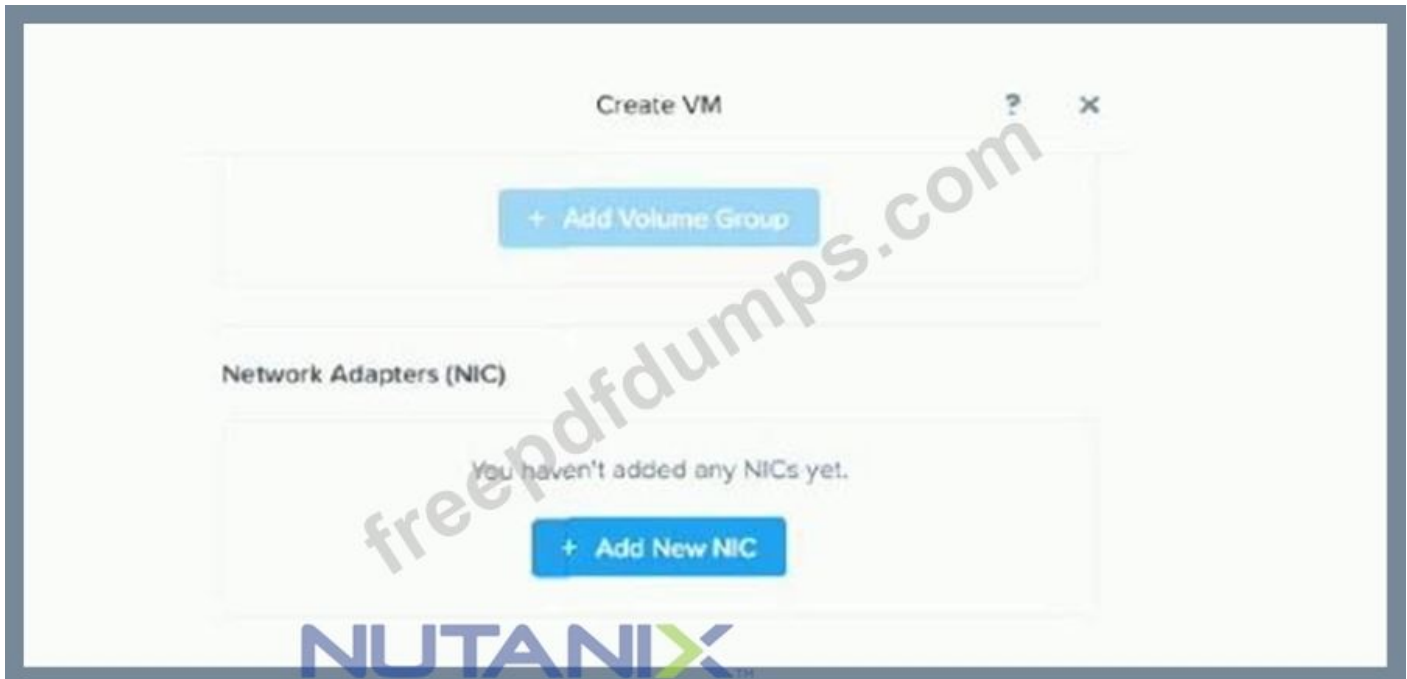 Create VM ? ×
+ Add Volume Group
Network Adapters (NIC)
You haven't added any NICs yet.
+ Add New NIC
freepdfdumps.com
NUTANIX
TM